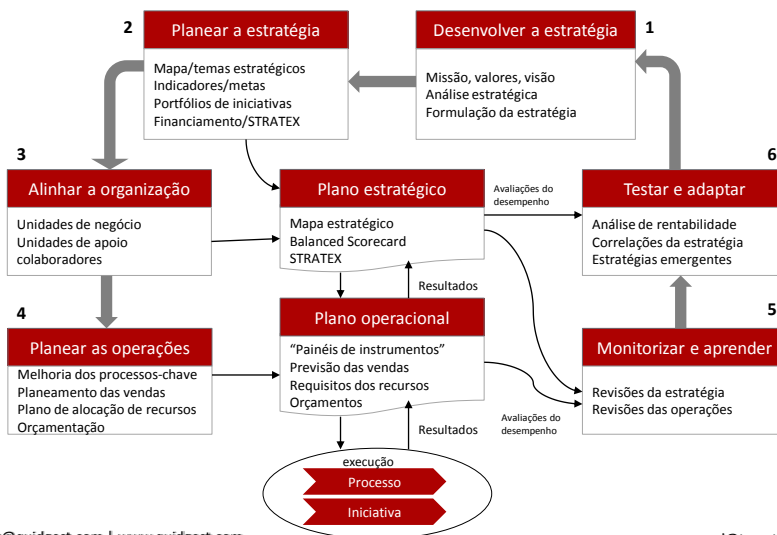 2
Planear a estratégia
Mapa/temas estratégicos
Indicadores/metas
Portfólios de iniciativas
Financiamento/STRATEX
1
Desenvolver a estratégia
Missão, valores, visão
Análise estratégica
Formulação da estratégia
3
Alinhar a organização
Unidades de negócio
Unidades de apoio
colaboradores
Plano estratégico
Mapa estratégico
Balanced Scorecard
STRATEX
Avaliações do
desempenho
6
Testar e adaptar
Análise de rentabilidade
Correlações da estratégia
Estratégias emergentes
Resultados
4
Planear as operações
Melhoria dos processos-chave
Planeamento das vendas
Plano de alocação de recursos
Orçamentação
Plano operacional
“Painéis de instrumentos”
Previsão das vendas
Requisitos dos recursos
Orçamentos
5
Monitorizar e aprender
Revisões da estratégia
Revisões das operações
Avaliações do
desempenho
Resultados
execução
Processo
Iniciativa